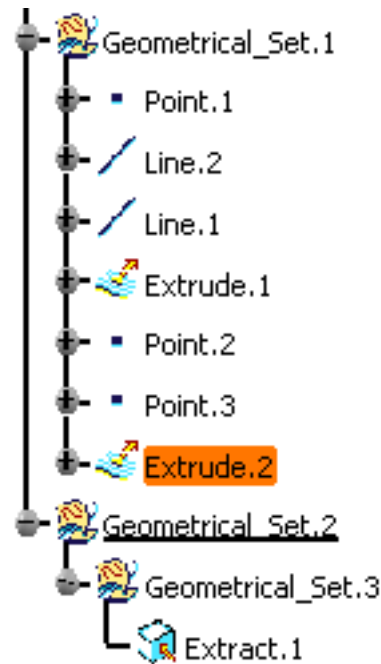 Geometrical_Set.1
Point.1
Line.2
Line.1
Extrude.1
Point.2
Point.3
Extrude.2
Geometrical_Set.2
Geometrical_Set.3
Extract.1